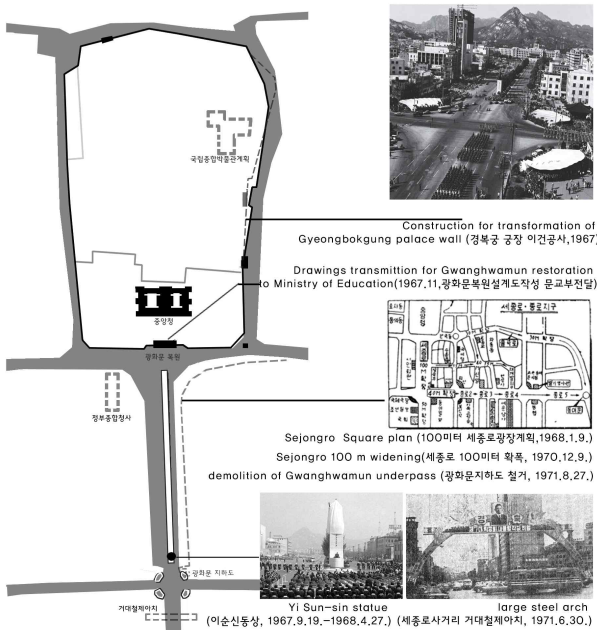 국립종합박물관계획
Construction for transformation of
Gyeongbokgung palace wall (경복궁 궁장 이건공사,1967)
Drawings transmittion for Gwanghwamun restoration
to Ministry of Education(1967.11,광화문복원설계도작성 문교부전달)
중앙청
광화문 복원
세종로·종로지구
정부종합청사
Sejongro Square plan (100미터 세종로광장계획,1968.1.9.)
Sejongro 100 m widening(세종로 100미터 확폭, 1970.12.9.)
demolition of Gwanghwamun underpass (광화문지하도 철거, 1971.8.27.)
광화문 지하도
거대철제아치
Yi Sun-sin statue
(이순신동상, 1967.9.19.-1968.4.27.)
large steel arch
(세종로사거리 거대철제아치, 1971.6.30.)